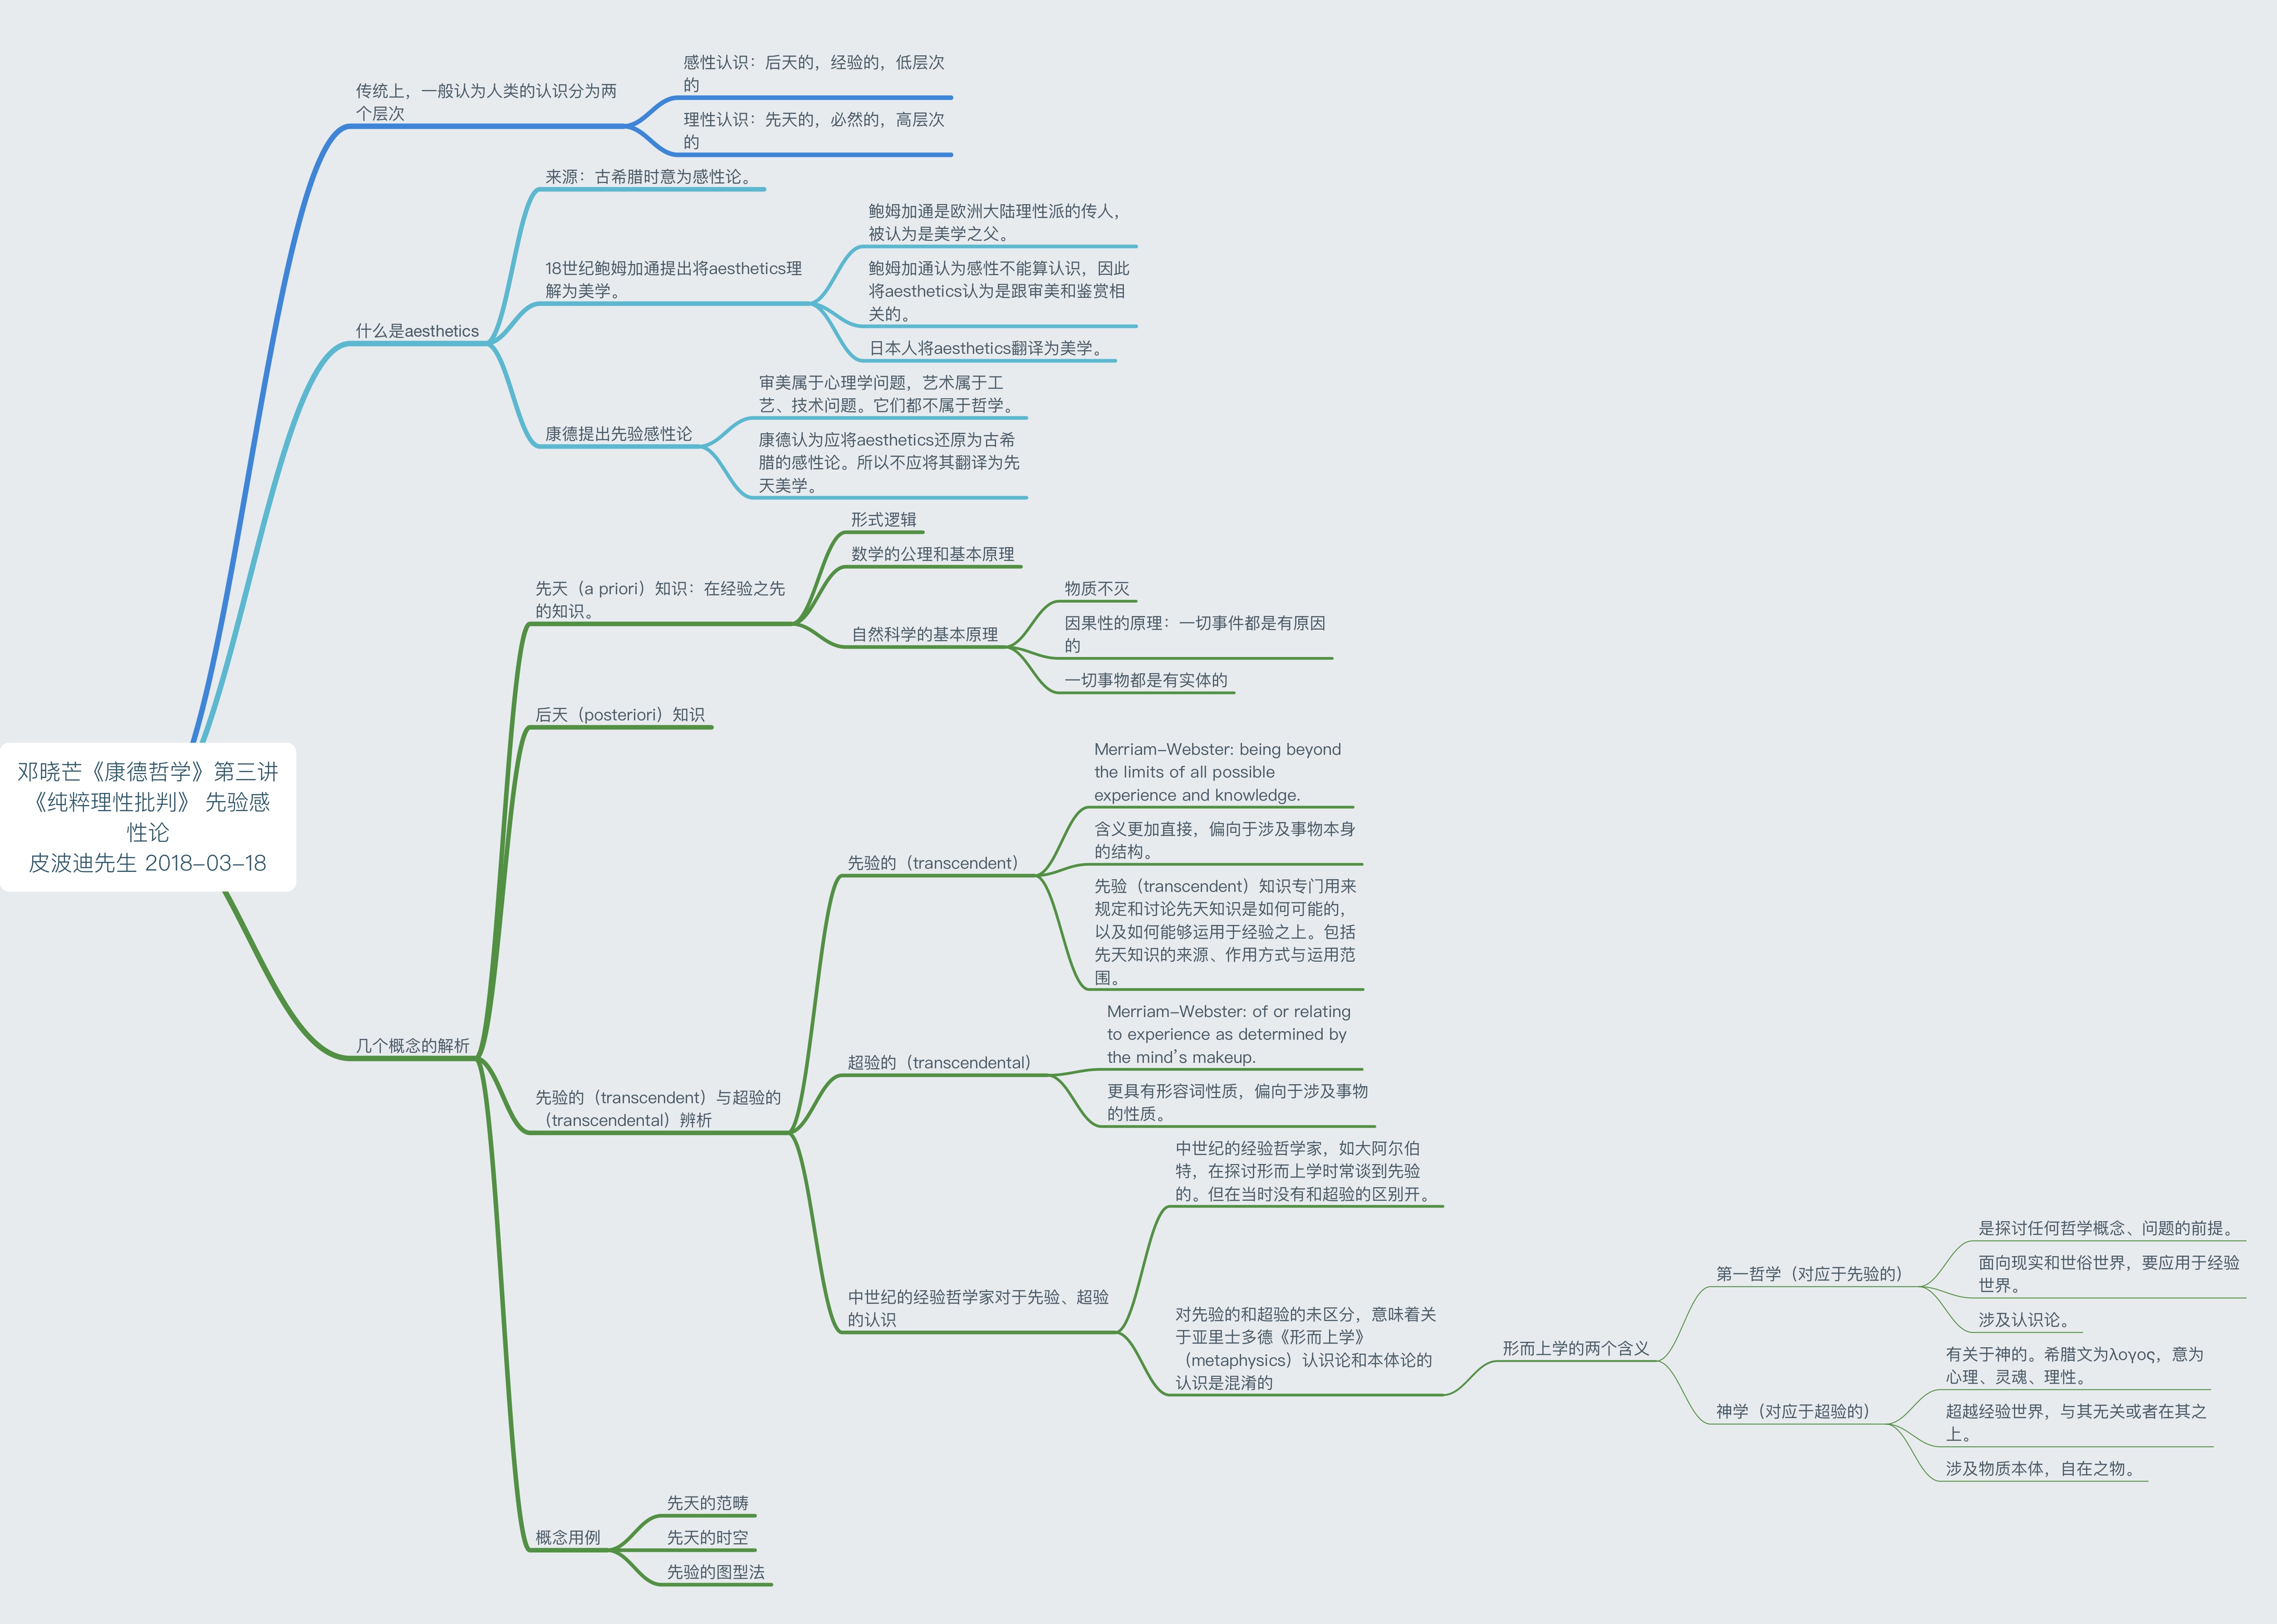 邓晓芒《康德哲学》第三讲
《纯粹理性批判》 先验感
性论
皮波迪先生 2018-03-18
传统上，一般认为人类的认识分为两
个层次
感性认识：后天的，经验的，低层次
的
理性认识：先天的，必然的，高层次
的
什么是aesthetics
来源：古希腊时意为感性论。
18世纪鲍姆加通提出将aesthetics理
解为美学。
鲍姆加通是欧洲大陆理性派的传人，
被认为是美学之父。
鲍姆加通认为感性不能算认识，因此
将aesthetics认为是跟审美和鉴赏相
关的。
日本人将aesthetics翻译为美学。
康德提出先验感性论
审美属于心理学问题，艺术属于工
艺、技术问题。它们都不属于哲学。
康德认为应将aesthetics还原为古希
腊的感性论。所以不应将其翻译为先
天美学。
几个概念的解析
先天（a priori）知识：在经验之先
的知识。
形式逻辑
数学的公理和基本原理
自然科学的基本原理
物质不灭
因果性的原理：一切事件都是有原因
的
一切事物都是有实体的
后天（posteriori）知识
先验的（transcendent）与超验的
（transcendental）辨析
先验的（transcendent）
Merriam-Webster: being beyond
the limits of all possible
experience and knowledge.
含义更加直接，偏向于涉及事物本身
的结构。
先验（transcendent）知识专门用来
规定和讨论先天知识是如何可能的，
以及如何能够运用于经验之上。包括
先天知识的来源、作用方式与运用范
围。
超验的（transcendental）
Merriam-Webster: of or relating
to experience as determined by
the mind’s makeup.
更具有形容词性质，偏向于涉及事物
的性质。
中世纪的经验哲学家对于先验、超验
的认识
中世纪的经验哲学家，如大阿尔伯
特，在探讨形而上学时常谈到先验
的。但在当时没有和超验的区别开。
对先验的和超验的未区分，意味着关
于亚里士多德《形而上学》
（metaphysics）认识论和本体论的
认识是混淆的
形而上学的两个含义
第一哲学（对应于先验的）
是探讨任何哲学概念、问题的前提。
面向现实和世俗世界，要应用于经验
世界。
涉及认识论。
神学（对应于超验的）
有关于神的。希腊文为λογος，意为
心理、灵魂、理性。
超越经验世界，与其无关或者在其之
上。
涉及物质本体，自在之物。
概念用例
先天的范畴
先天的时空
先验的图型法